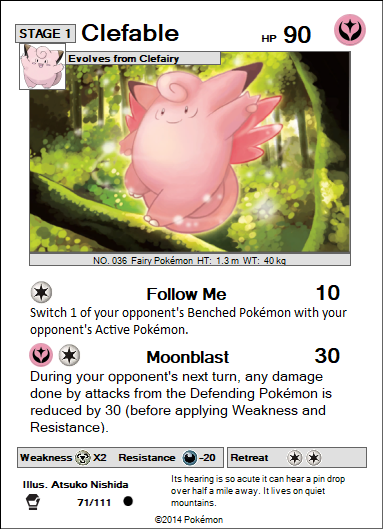 STAGE 1 Clefable HP 90
Evolves from Clefairy
NO. 036 Fairy Pokémon HT: 1.3 m WT: 40 kg
Follow Me 10
Switch 1 of your opponent's Benched Pokémon with your
opponent's Active Pokémon.
Moonblast 30
During your opponent's next turn, any damage
done by attacks from the Defending Pokémon is
reduced by 30 (before applying Weakness and
Resistance).
Weakness X2 Resistance -20 Retreat
Illus. Atsuko Nishida
71/111
Its hearing is so acute it can hear a pin drop
over half a mile away. It lives on quiet
mountains.
©2014 Pokémon